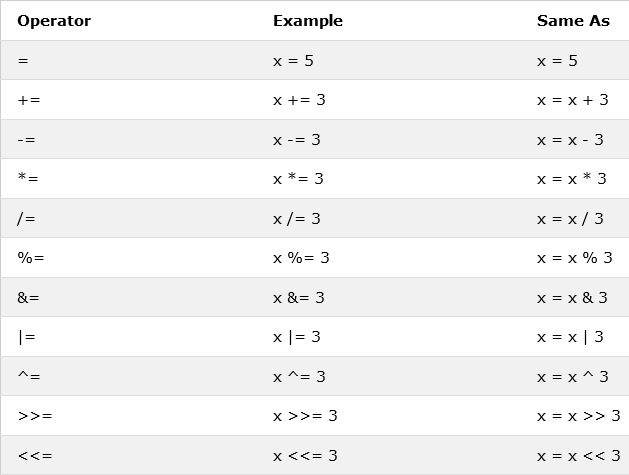 Operator Example Same As
= x = 5 x = 5
+= x += 3 x = x + 3
-= x -= 3 x = x - 3
*= x *= 3 x = x * 3
/= x /= 3 x = x / 3
%= x %= 3 x = x % 3
&= x &= 3 x = x & 3
|= x |= 3 x = x | 3
^= x ^= 3 x = x ^ 3
>>= x >>= 3 x = x >> 3
<<= x <<= 3 x = x << 3